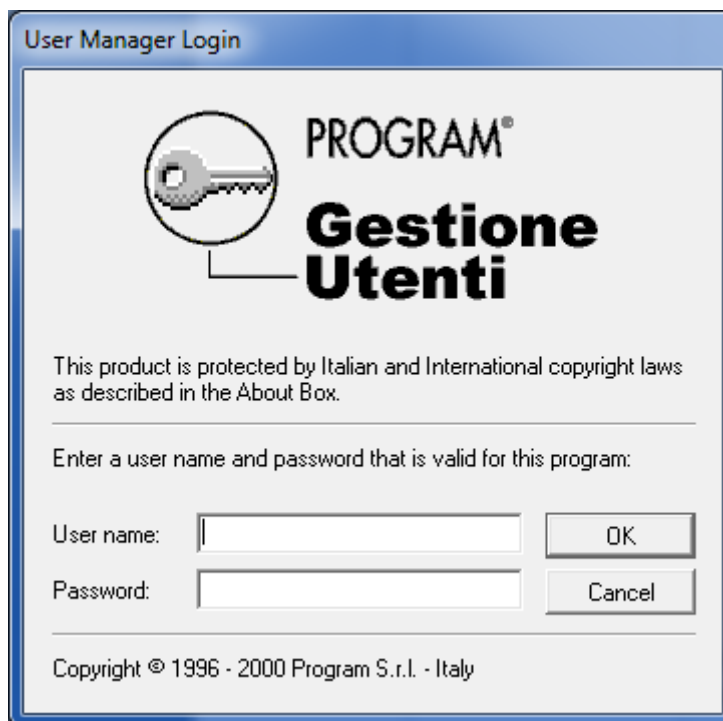 User Manager Login
PROGRAM®
Gestione
Utenti
This product is protected by Italian and International copyright laws
as described in the About Box.
Enter a user name and password that is valid for this program:
User name:
OK
Password:
Cancel
Copyright © 1996 - 2000 Program S.r.l. - Italy